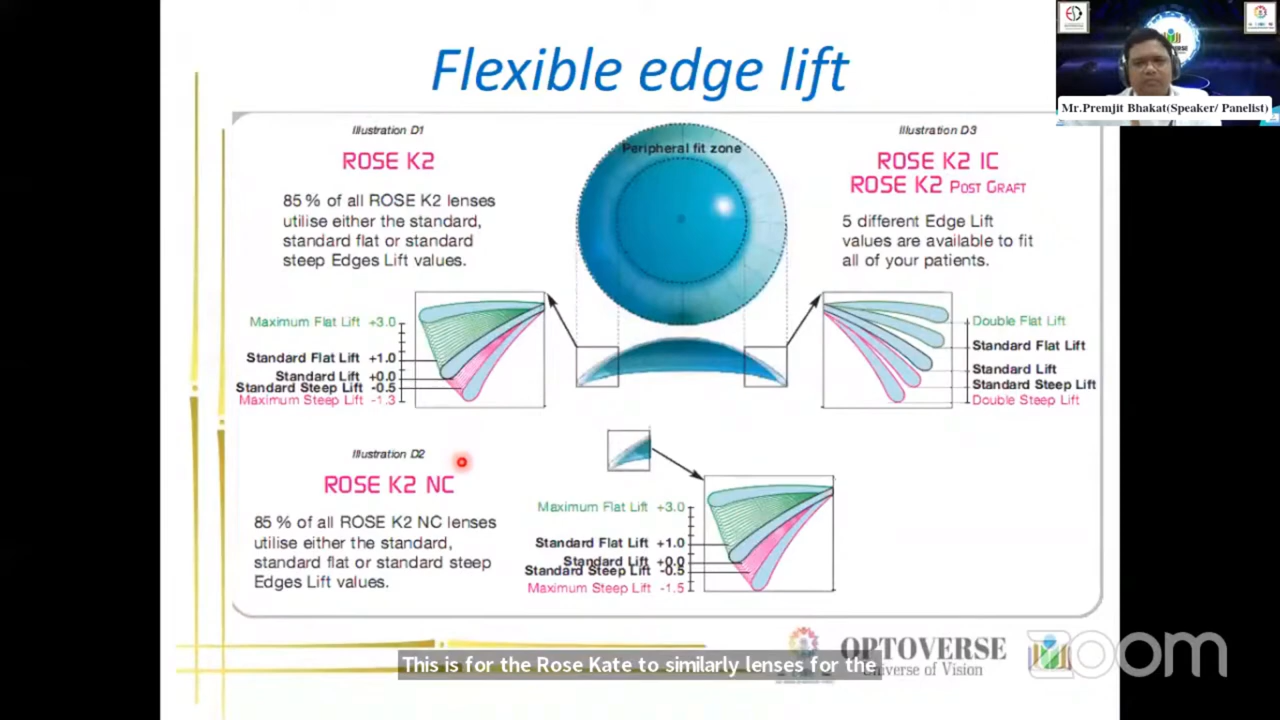 Flexible edge lift
Mr.Premjit Bhakat(Speaker/ Panelist)
Illustration D1
ROSE K2
85 % of all ROSE K2 lenses
utilise either the standard,
standard flat or standard
steep Edges Lift values.
Peripheral fit zone
Illustration D3
ROSE K2 IC
ROSE K2 POST GRAFT
5 different Edge Lift
values are available to fit
all of your patients.
Maximum Flat Lift +3.0
Standard Flat Lift +1.0
Standard Lift +0.0
Standard Steep Lift -0.5
Maximum Steep Lift -1.3
Double Flat Lift
Standard Flat Lift
Standard Lift
Standard Steep Lift
Double Steep Lift
Illustration D2
ROSE K2 NC
85 % of all ROSE K2 NC lenses
utilise either the standard,
standard flat or standard steep
Edges Lift values.
Maximum Flat Lift +3.0
Standard Flat Lift +1.0
Standard Lift +0.0
Standard Steep Lift -0.5
Maximum Steep Lift -1.5
OPTOVERSE
Universe of Vision
zoom
This is for the Rose Kate to similarly lenses for the